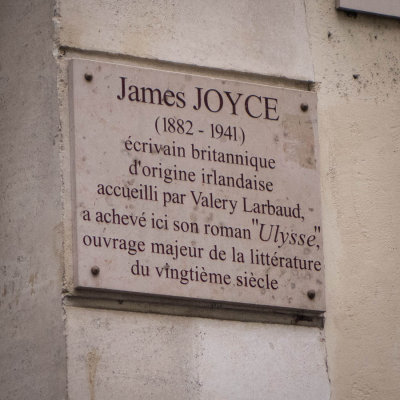 James JOYCE
(1882 - 1941)
écrivain britannique
d'origine irlandaise
accueilli par Valery Larbaud,
a achevé ici son roman "Ulysse",
ouvrage majeur de la littérature
du vingtième siècle